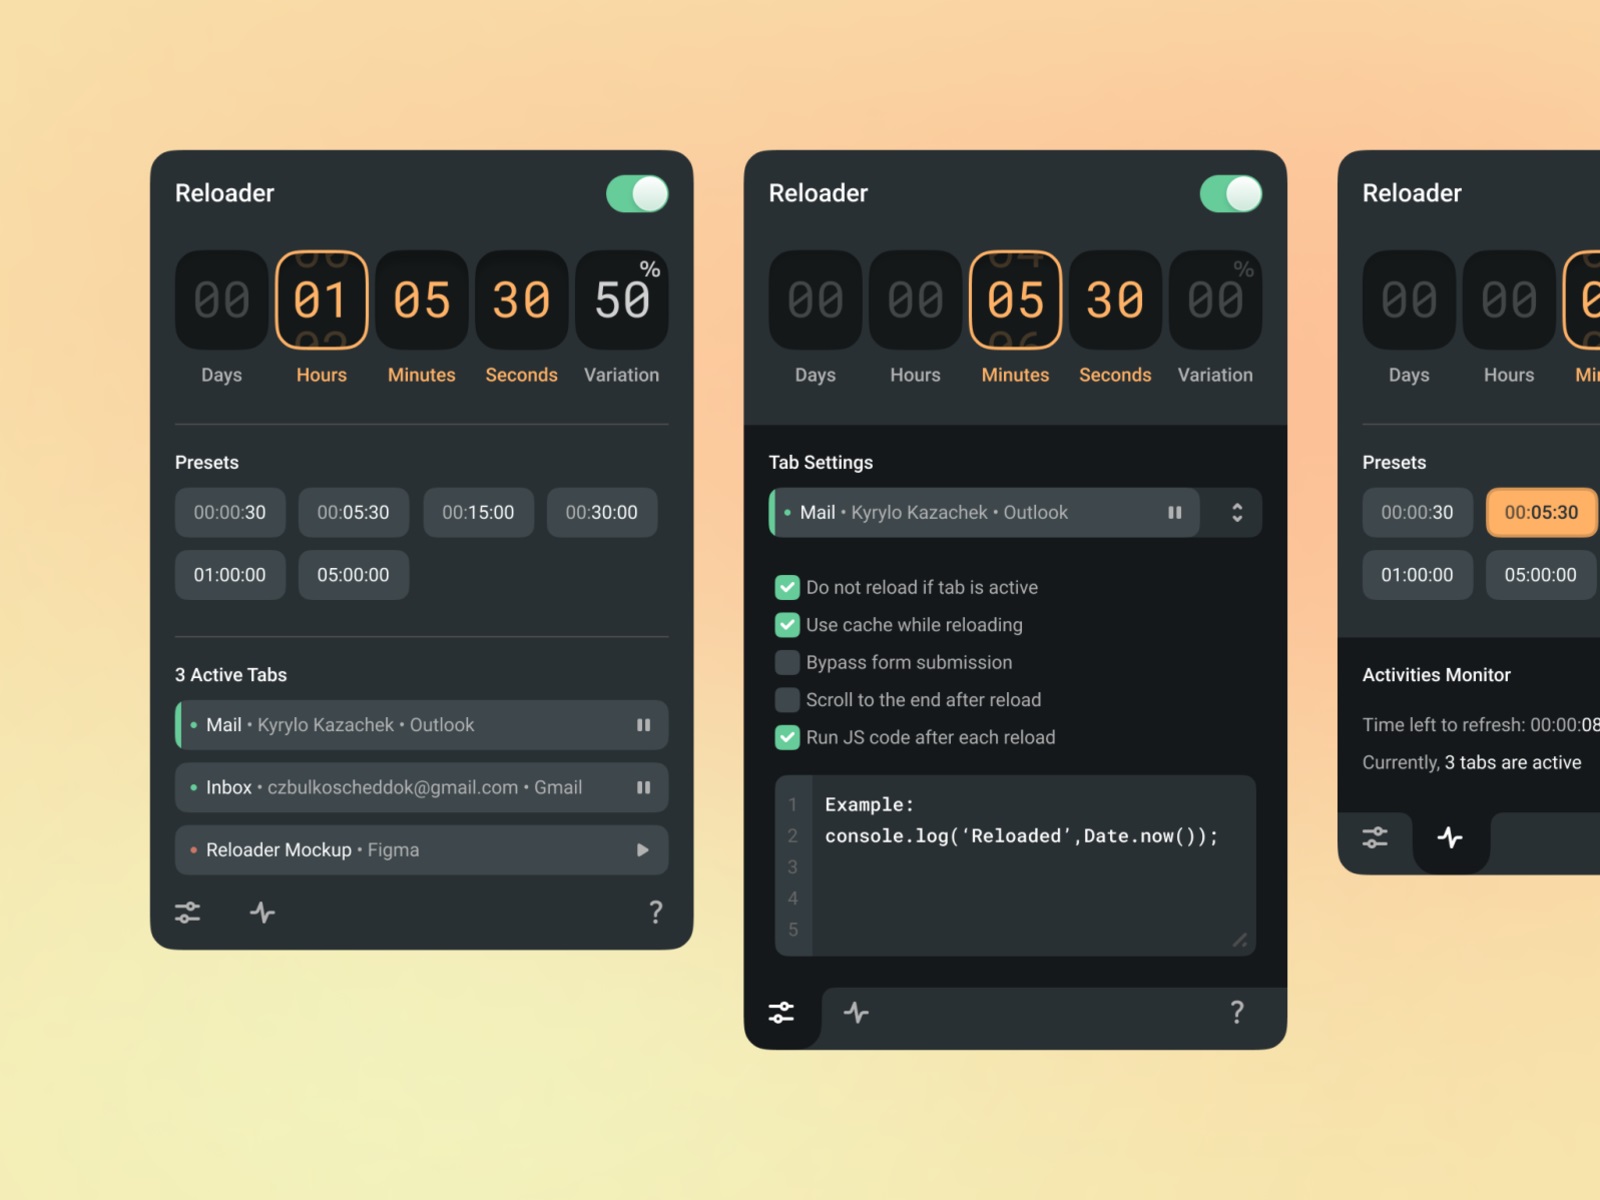 Reloader
00 01 05 30 50 %
Days Hours Minutes Seconds Variation
Presets
00:00:30 00:05:30 00:15:00 00:30:00
01:00:00 05:00:00
3 Active Tabs
Mail • Kyrylo Kazachek • Outlook
Inbox • czbulkoscheddok@gmail.com • Gmail
Reloader Mockup • Figma
?
Reloader
00 00 05 30 00 %
Days Hours Minutes Seconds Variation
Tab Settings
Mail • Kyrylo Kazachek • Outlook
Do not reload if tab is active
Use cache while reloading
Bypass form submission
Scroll to the end after reload
Run JS code after each reload
1 Example:
2 console.log(‘Reloaded’,Date.now());
3
4
5
?
Reloader
00 00
Days Hours
Presets
00:00:30 00:05:30
01:00:00 05:00:00
Activities Monitor
Time left to refresh: 00:00:08
Currently, 3 tabs are active